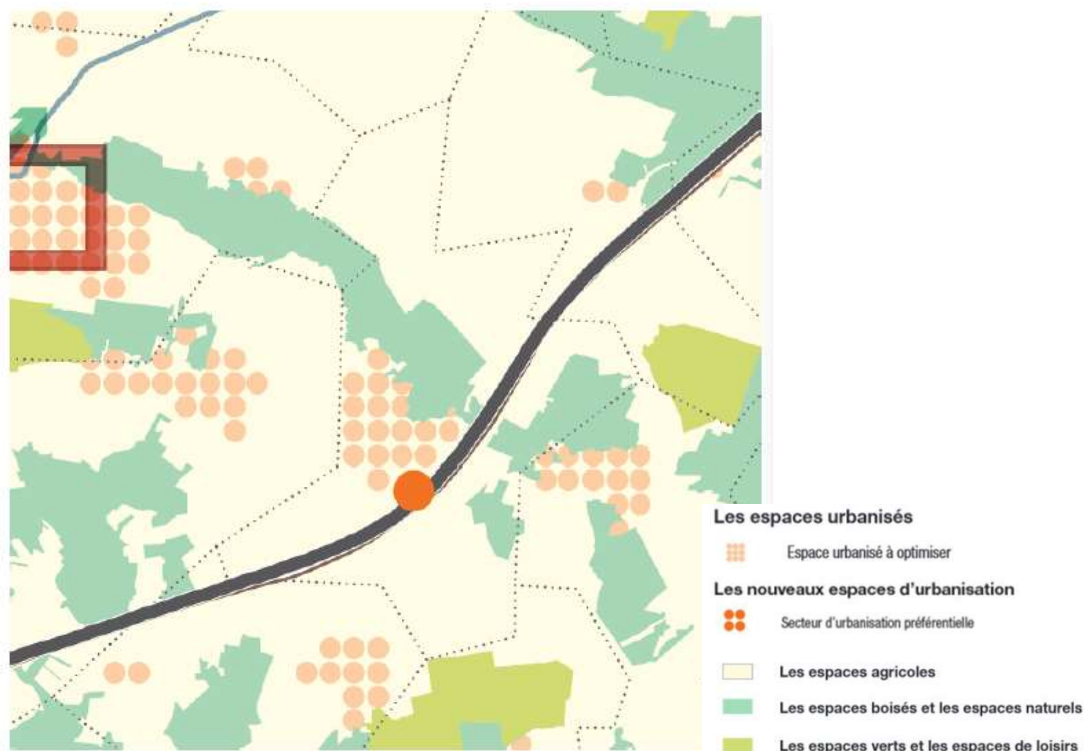 Les espaces urbanisés
Espace urbanisé à optimiser
Les nouveaux espaces d'urbanisation
Secteur d'urbanisation préférentielle
Les espaces agricoles
Les espaces boisés et les espaces naturels
Les espaces verts et les espaces de loisirs